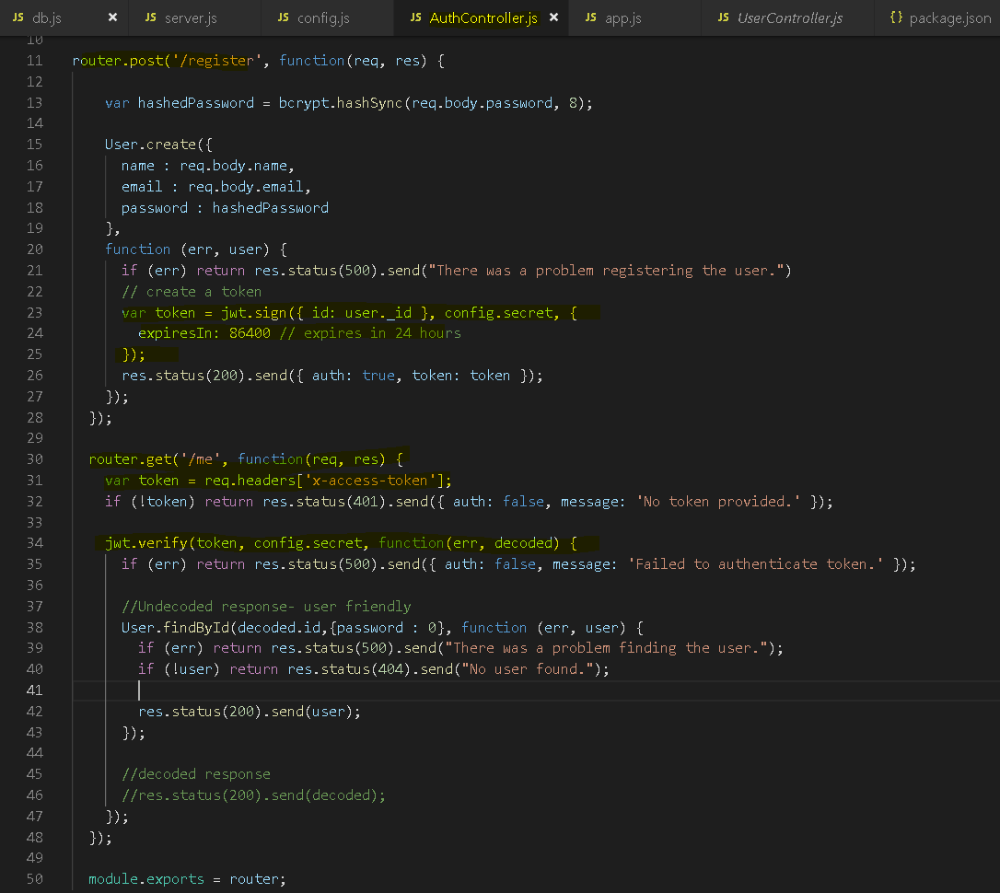 JS db.js × JS server.js JS config.js JS AuthController.js × JS app.js JS UserController.js {} package.json
10
11 router.post('/register', function(req, res) {
12
13 var hashedPassword = bcrypt.hashSync(req.body.password, 8);
14
15 User.create({
16 name : req.body.name,
17 email : req.body.email,
18 password : hashedPassword
19 },
20 function (err, user) {
21 if (err) return res.status(500).send("There was a problem registering the user.")
22 // create a token
23 var token = jwt.sign({ id: user._id }, config.secret, {
24 expiresIn: 86400 // expires in 24 hours
25 });
26 res.status(200).send({ auth: true, token: token });
27 });
28 });
29
30 router.get('/me', function(req, res) {
31 var token = req.headers['x-access-token'];
32 if (!token) return res.status(401).send({ auth: false, message: 'No token provided.' });
33
34 jwt.verify(token, config.secret, function(err, decoded) {
35 if (err) return res.status(500).send({ auth: false, message: 'Failed to authenticate token.' });
36
37 //Undecoded response- user friendly
38 User.findById(decoded.id,{password : 0}, function (err, user) {
39 if (err) return res.status(500).send("There was a problem finding the user.");
40 if (!user) return res.status(404).send("No user found.");
41
42 res.status(200).send(user);
43 });
44
45 //decoded response
46 //res.status(200).send(decoded);
47 });
48 });
49
50 module.exports = router;